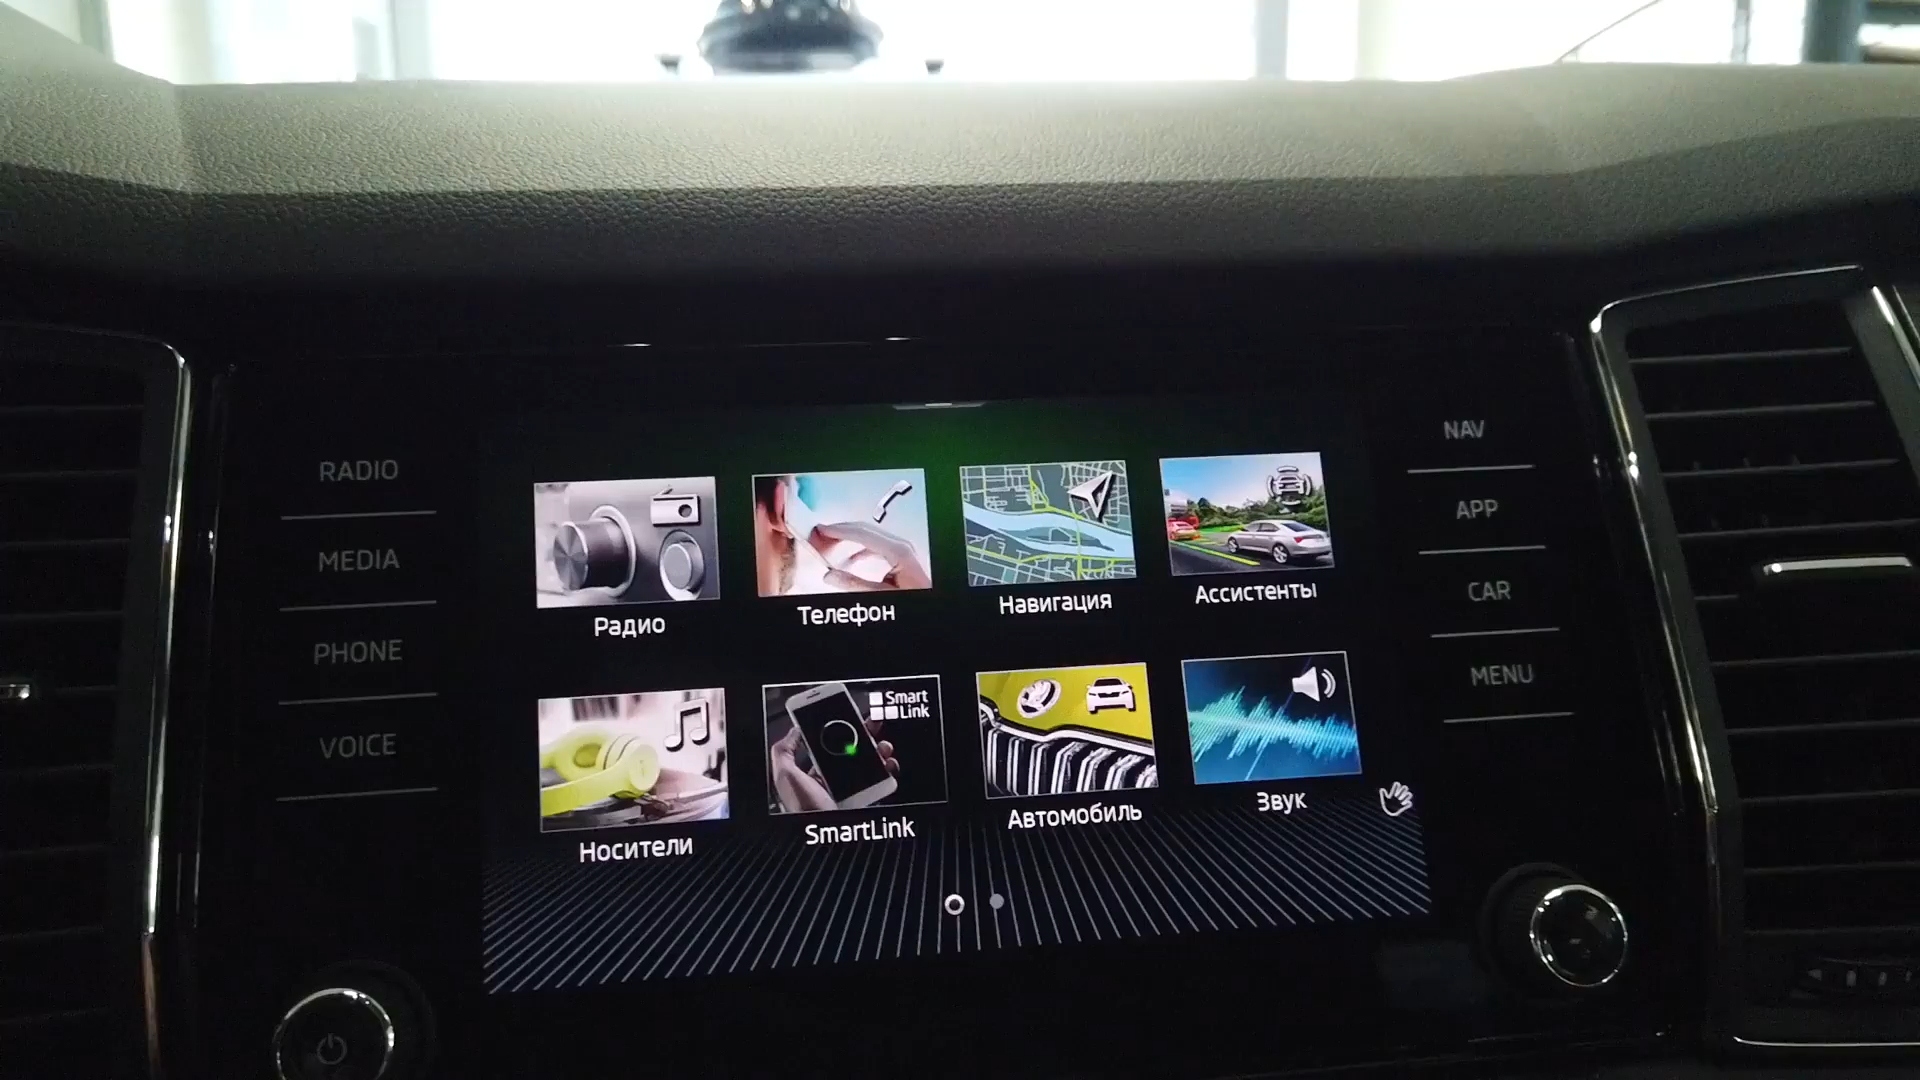 RADIO
MEDIA
PHONE
VOICE
Радио
Телефон
Навигация
Ассистенты
Smart
Link
Носители
SmartLink
Автомобиль
Звук
NAV
APP
CAR
MENU